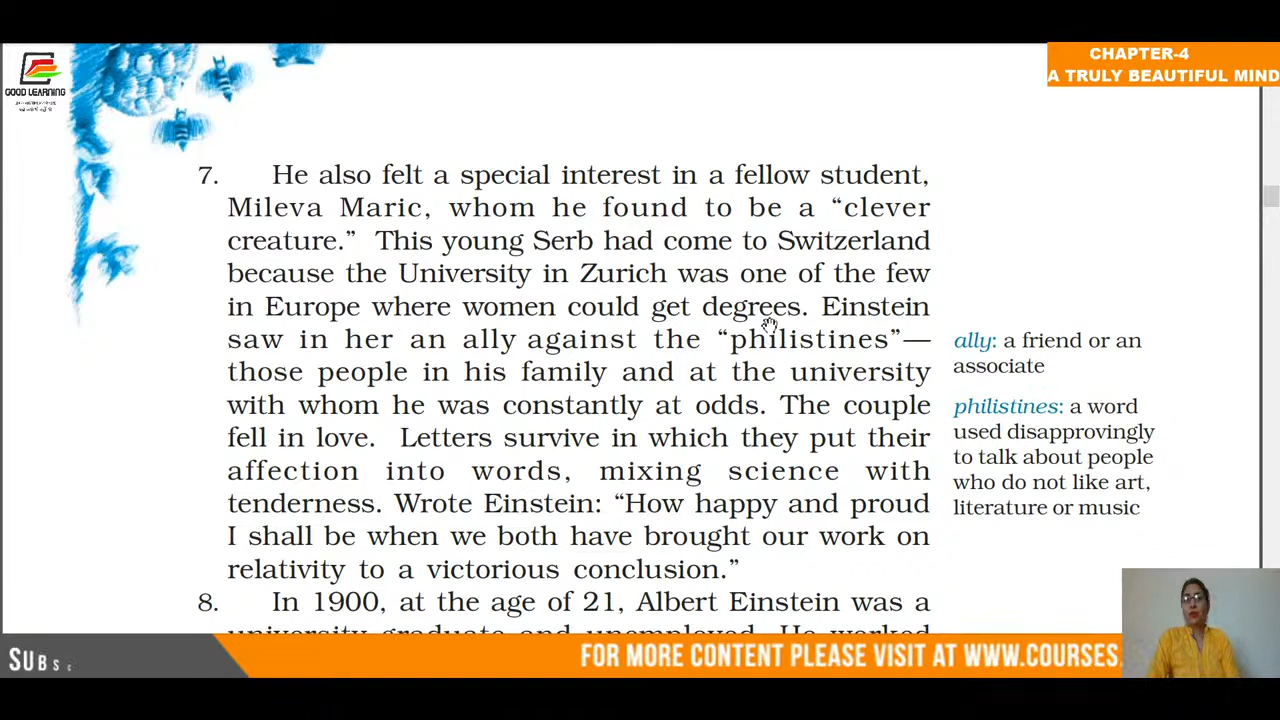 CHAPTER-4
A TRULY BEAUTIFUL MIND
GOOD LEARNING
7. He also felt a special interest in a fellow student,
Mileva Maric, whom he found to be a “clever
creature.” This young Serb had come to Switzerland
because the University in Zurich was one of the few
in Europe where women could get degrees. Einstein
saw in her an ally against the “philistines”—
those people in his family and at the university
with whom he was constantly at odds. The couple
fell in love. Letters survive in which they put their
affection into words, mixing science with
tenderness. Wrote Einstein: “How happy and proud
I shall be when we both have brought our work on
relativity to a victorious conclusion.”
ally: a friend or an
associate
philistines: a word
used disapprovingly
to talk about people
who do not like art,
literature or music
8. In 1900, at the age of 21, Albert Einstein was a
university graduate and unemployed. He worked
SUBS
FOR MORE CONTENT PLEASE VISIT AT WWW.COURSES.